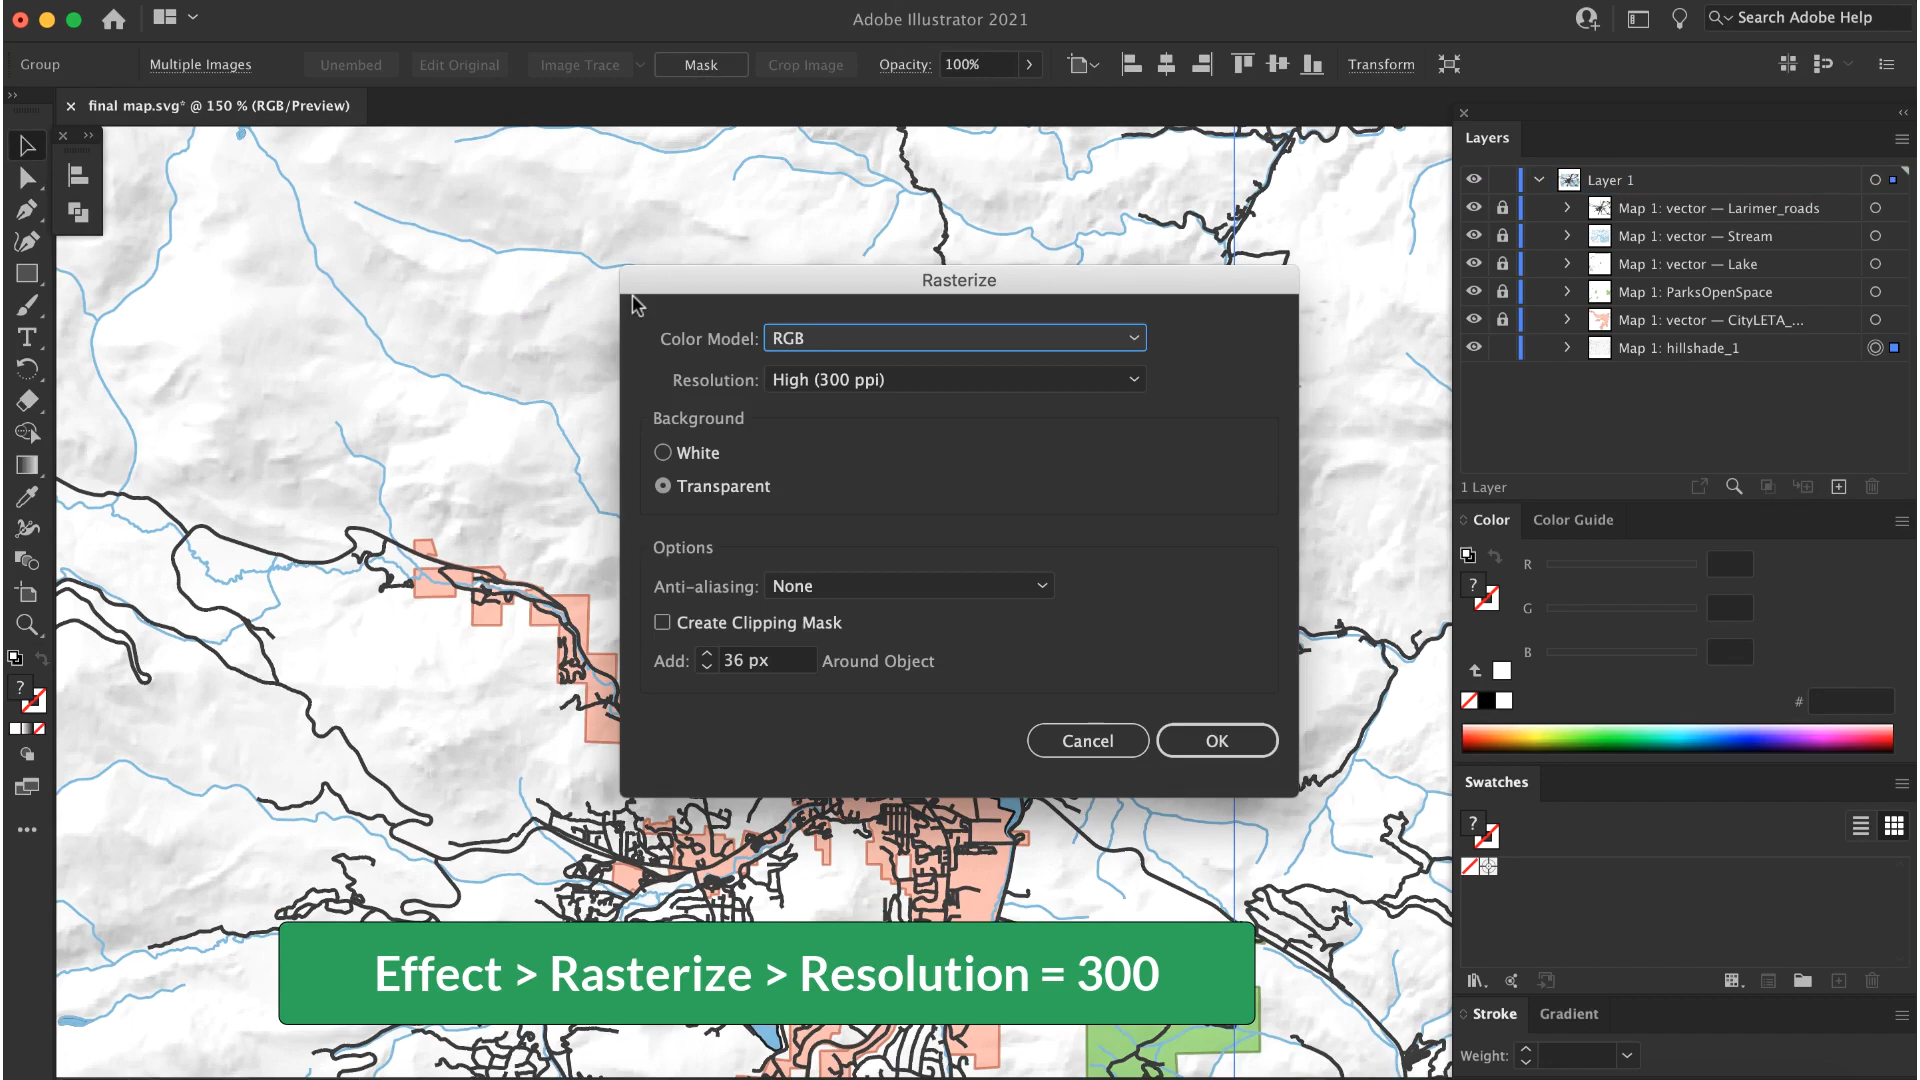 Adobe Illustrator 2021
Search Adobe Help
Group
Multiple Images
Unembed
Edit Original
Image Trace
Mask
Crop Image
Opacity:
100%
Transform
× final map.svg* @ 150 % (RGB/Preview)
Layers
Layer 1
Map 1: vector — Larimer_roads
Map 1: vector — Stream
Map 1: vector — Lake
Map 1: ParksOpenSpace
Map 1: vector — CityLETA_...
Map 1: hillshade_1
1 Layer
Rasterize
Color Model: RGB
Resolution: High (300 ppi)
Background
White
Transparent
Options
Anti-aliasing: None
Create Clipping Mask
Add: 36 px Around Object
Cancel
OK
Color
Color Guide
?
R
G
B
#
Swatches
?
Stroke
Gradient
Weight:
T
?
Effect > Rasterize > Resolution = 300